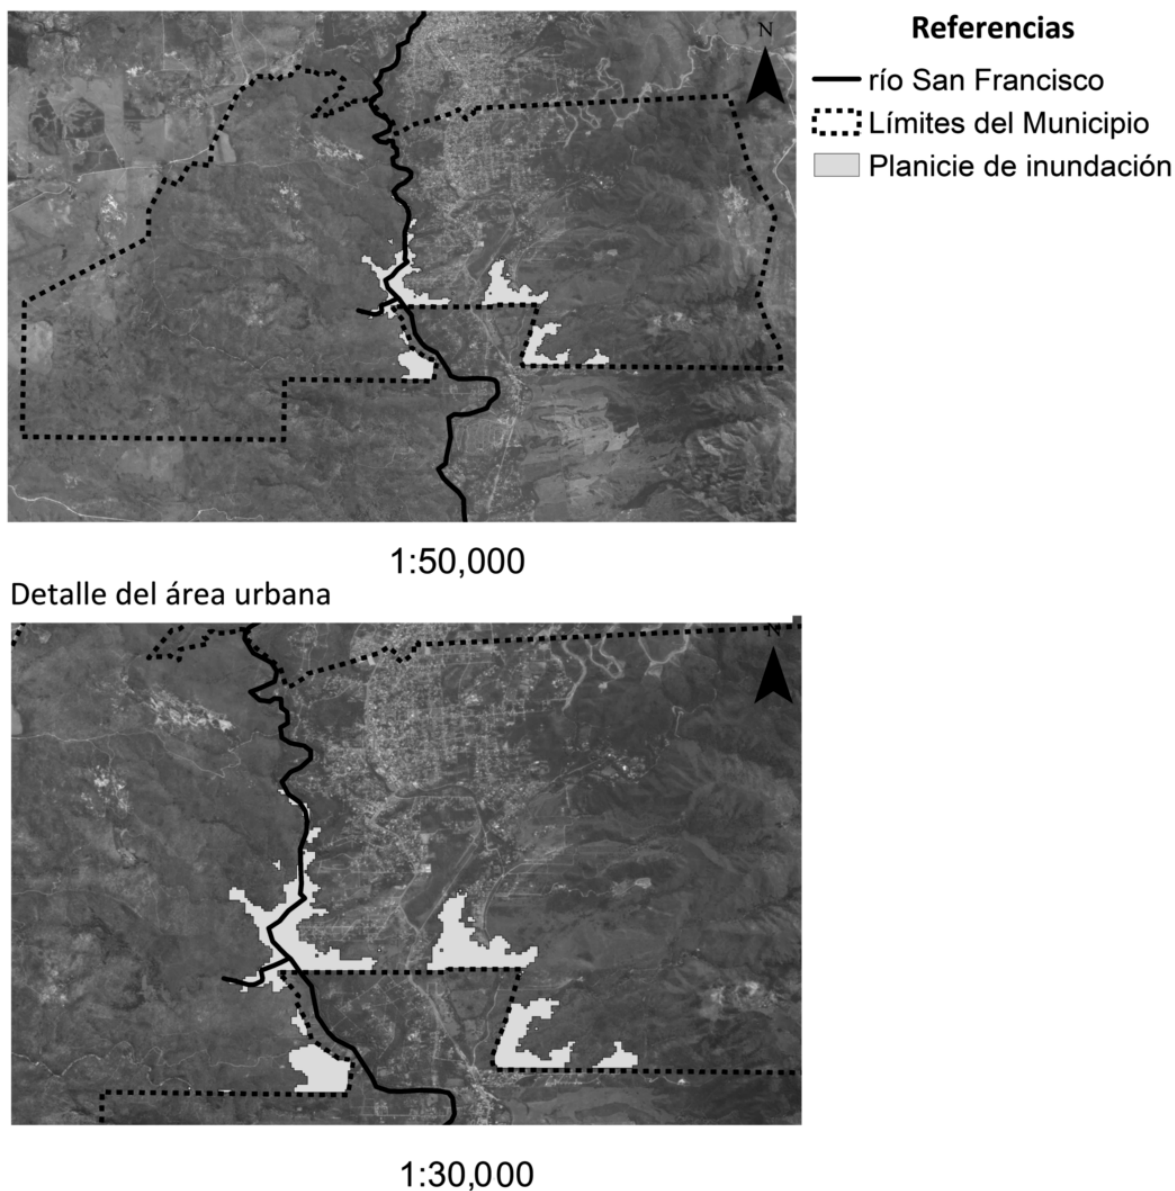 N
Referencias
río San Francisco
Límites del Municipio
Planicie de inundación
1:50,000
Detalle del área urbana
N
1:30,000